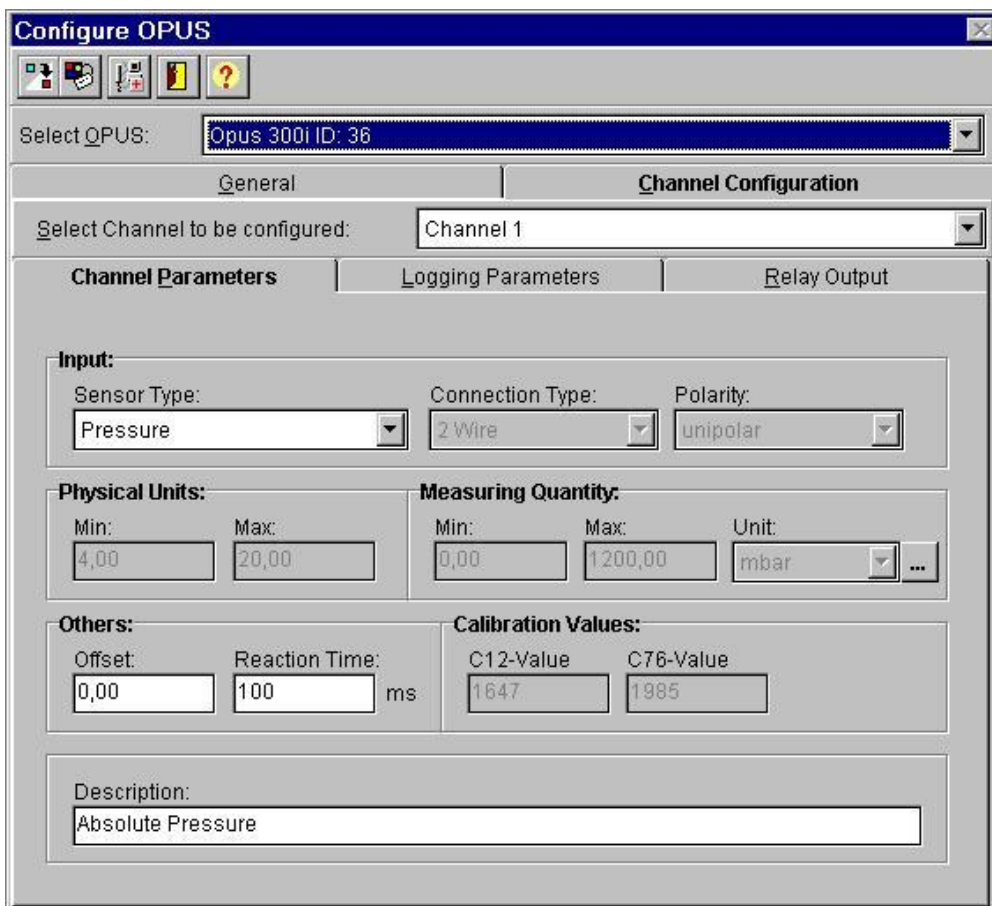 Configure OPUS
?
Select OPUS: Opus 300i ID: 36
General Channel Configuration
Select Channel to be configured: Channel 1
Channel Parameters Logging Parameters Relay Output
Input:
Sensor Type: Connection Type: Polarity:
Pressure 2 Wire unipolar
Physical Units: Measuring Quantity:
Min: Max: Min: Max: Unit:
4,00 20,00 0,00 1200,00 mbar ...
Others: Calibration Values:
Offset: Reaction Time: C12-Value C76-Value
0,00 100 ms 1647 1985
Description:
Absolute Pressure